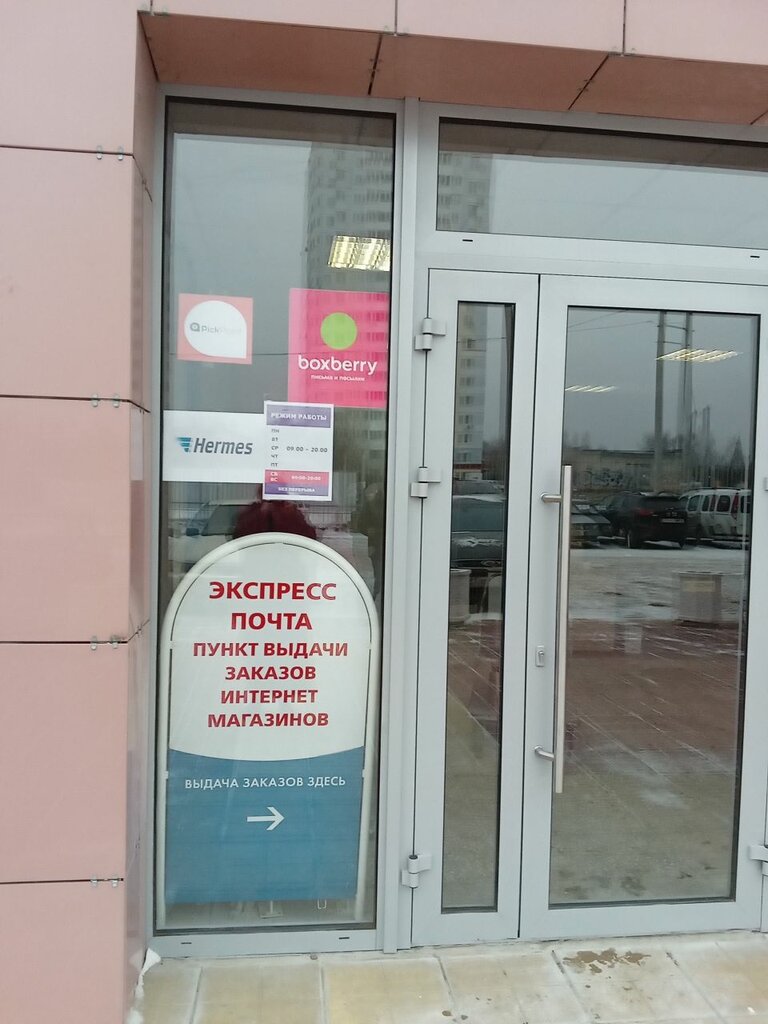 PickPoint
boxberry
письма и посылки
Hermes
РЕЖИМ РАБОТЫ
ПН
ВТ
СР
ЧТ
ПТ
09.00 - 20.00
СБ
ВС
БЕЗ ПЕРЕРЫВА
ЭКСПРЕСС
ПОЧТА
ПУНКТ ВЫДАЧИ
ЗАКАЗОВ
ИНТЕРНЕТ
МАГАЗИНОВ
ВЫДАЧА ЗАКАЗОВ ЗДЕСЬ